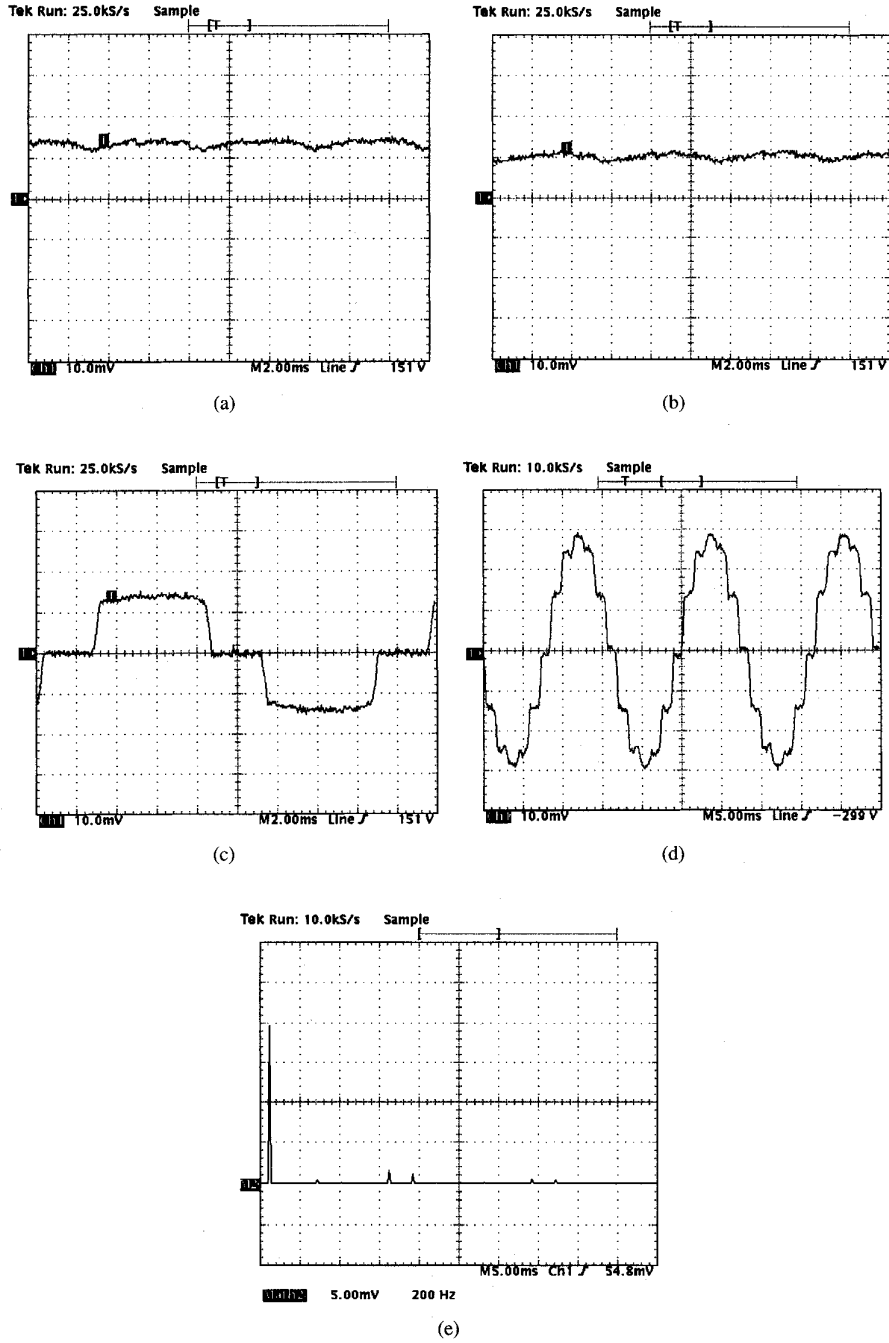 Tek Run: 25.0kS/s Sample
T
10.0mV M2.00ms Line 151 V
(a)
Tek Run: 25.0kS/s Sample
T
10.0mV M2.00ms Line 151 V
(b)
Tek Run: 25.0kS/s Sample
T
10.0mV M2.00ms Line 151 V
(c)
Tek Run: 10.0kS/s Sample
T
10.0mV M5.00ms Line -299 V
(d)
Tek Run: 10.0kS/s Sample
M5.00ms Ch1 54.8mV
5.00mV 200 Hz
(e)